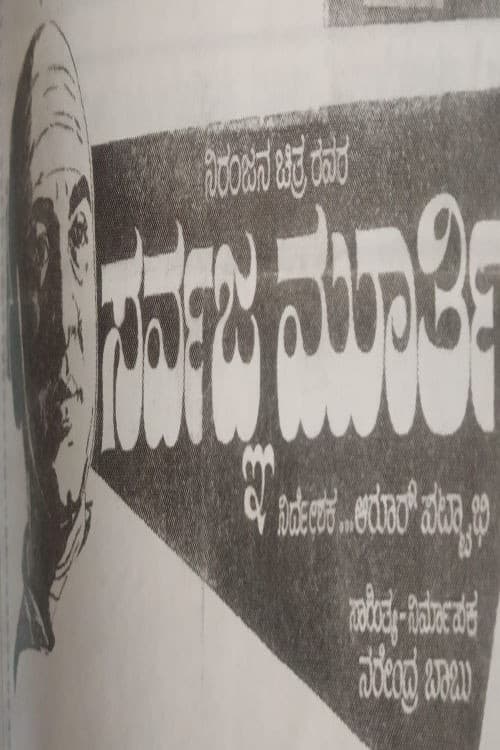 ನಿರಂಜನ ಚಿತ್ರ ರವರ
ಸರ್ವಜ್ಞ ಮೂರ್ತಿ
ನಿರ್ದೇಶಕ...ಆರೂರ್ ಪಟ್ಟಾಭಿ
ಸಾಹಿತ್ಯ-ನಿರ್ಮಾಪಕ
ನರೇಂದ್ರ ಬಾಬು